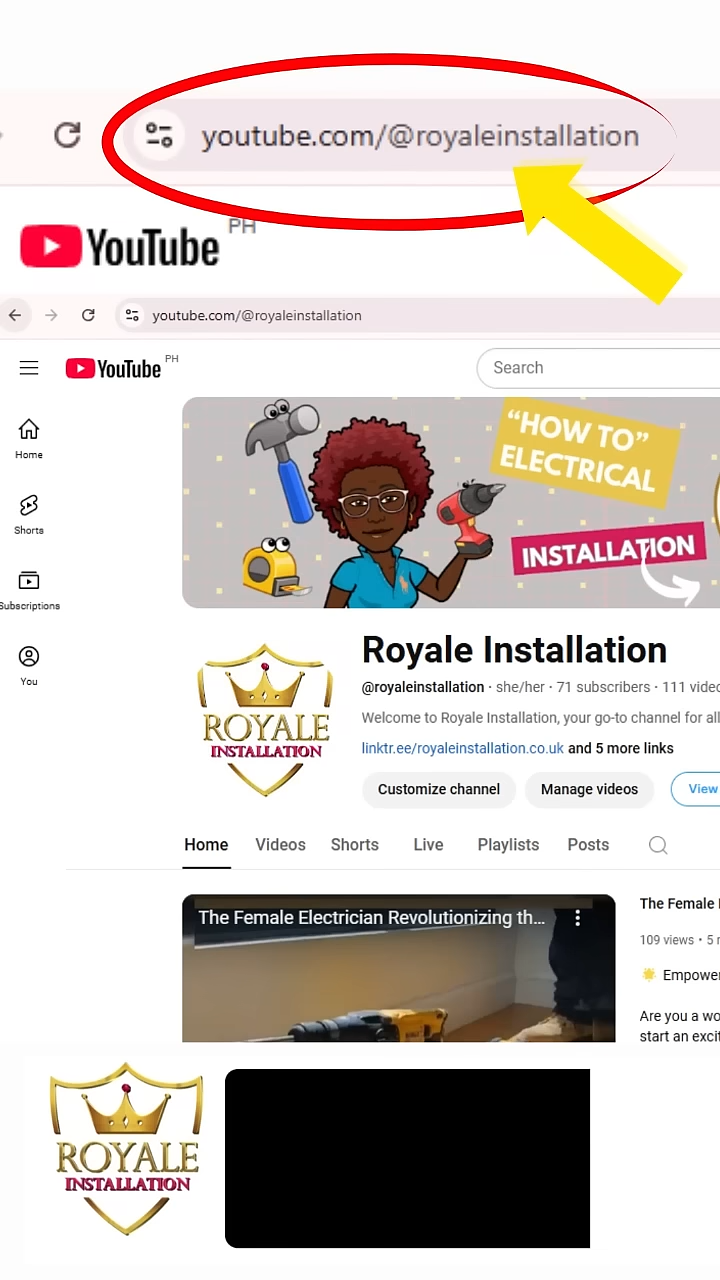 youtube.com/@royaleinstallation
YouTube PH
youtube.com/@royaleinstallation
YouTube PH
Search
Home
Shorts
Subscriptions
You
“HOW TO”
ELECTRICAL
INSTALLATION
ROYALE
INSTALLATION
Royale Installation
@royaleinstallation · she/her · 71 subscribers · 111 videc
Welcome to Royale Installation, your go-to channel for all
linktr.ee/royaleinstallation.co.uk and 5 more links
Customize channel
Manage videos
View
Home
Videos
Shorts
Live
Playlists
Posts
The Female Electrician Revolutionizing th...
The Female
109 views • 5
Empower
Are you a wo
start an excit
ROYALE
INSTALLATION